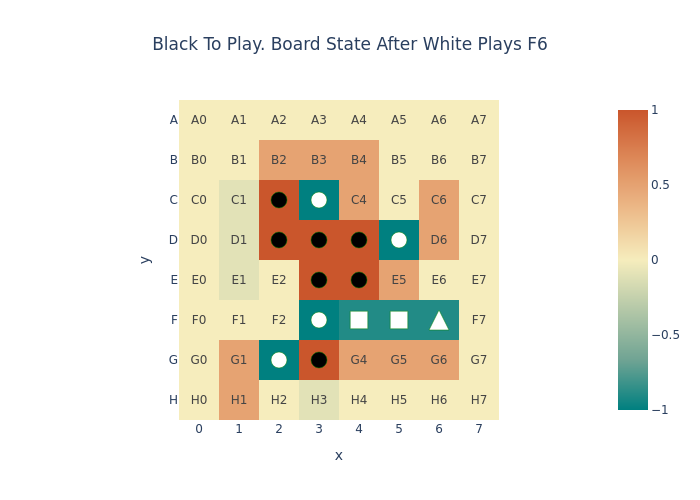 Black To Play. Board State After White Plays F6
A A0 A1 A2 A3 A4 A5 A6 A7
B B0 B1 B2 B3 B4 B5 B6 B7
C C0 C1 C4 C5 C6 C7
D D0 D1 D6 D7
E E0 E1 E2 E5 E6 E7
F F0 F1 F2 F7
G G0 G1 G4 G5 G6 G7
H H0 H1 H2 H3 H4 H5 H6 H7
0 1 2 3 4 5 6 7
x
y
1
0.5
0
−0.5
−1